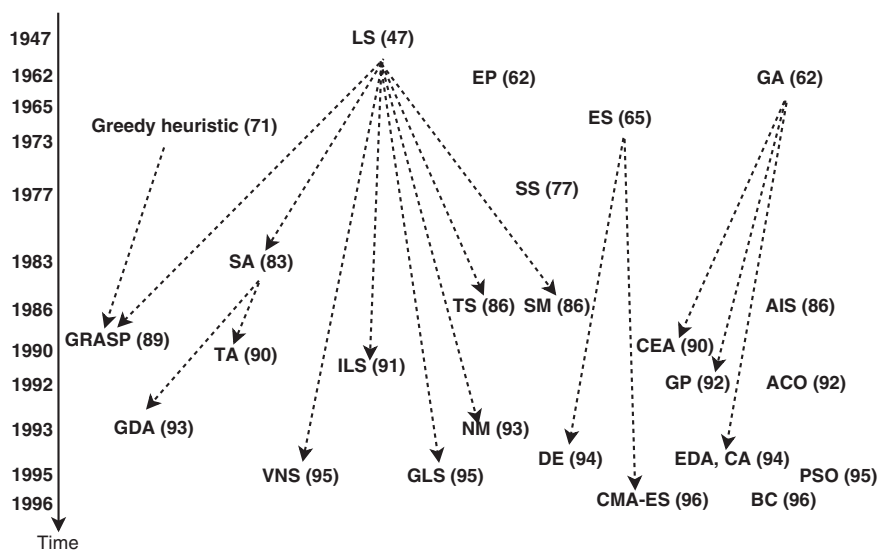 1947
LS (47)
1962
EP (62)
GA (62)
1965
ES (65)
Greedy heuristic (71)
1973
1977
SS (77)
1983
SA (83)
1986
TS (86)
SM (86)
AIS (86)
GRASP (89)
1990
TA (90)
ILS (91)
CEA (90)
1992
GP (92)
ACO (92)
1993
GDA (93)
NM (93)
DE (94)
EDA, CA (94)
1995
VNS (95)
GLS (95)
PSO (95)
1996
CMA-ES (96)
BC (96)
Time